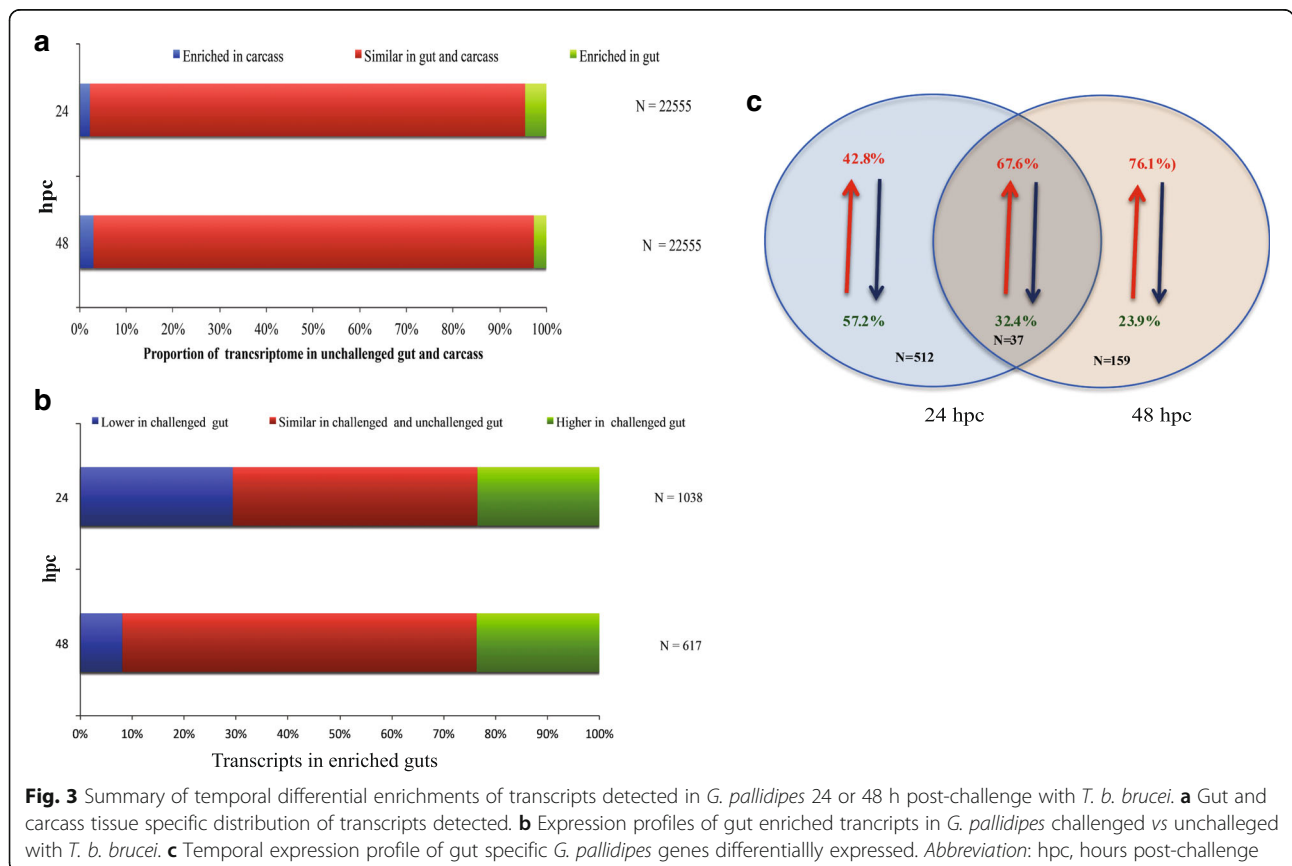 a
Enriched in carcass Similar in gut and carcass Enriched in gut
24
N = 22555
hpc
48
N = 22555
0% 10% 20% 30% 40% 50% 60% 70% 80% 90% 100%
Proportion of trancsriptome in unchallenged gut and carcass
b
Lower in challenged gut Similar in challenged and unchallenged gut Higher in challenged gut
24
N = 1038
hpc
48
N = 617
0% 10% 20% 30% 40% 50% 60% 70% 80% 90% 100%
Transcripts in enriched guts
c
42.8% 67.6% 76.1%)
57.2% 32.4% 23.9%
N=512 N=37 N=159
24 hpc 48 hpc
Fig. 3 Summary of temporal differential enrichments of transcripts detected in G. pallidipes 24 or 48 h post-challenge with T. b. brucei. a Gut and
carcass tissue specific distribution of transcripts detected. b Expression profiles of gut enriched trancripts in G. pallidipes challenged vs unchalleged
with T. b. brucei. c Temporal expression profile of gut specific G. pallidipes genes differentiallly expressed. Abbreviation: hpc, hours post-challenge